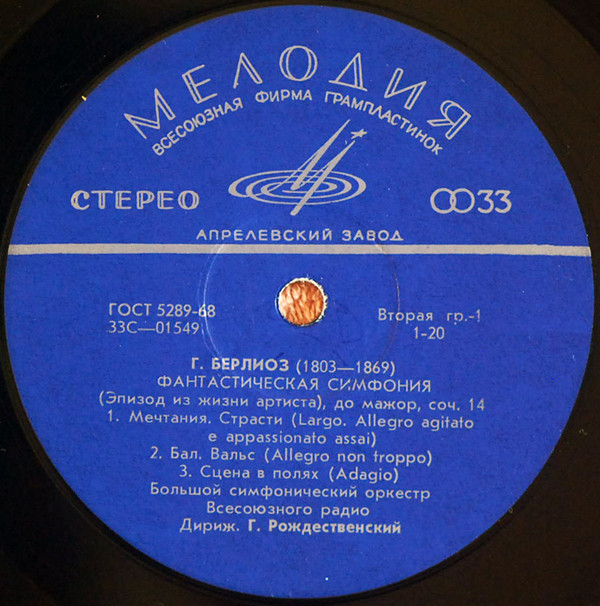 МЕЛОДИЯ
ВСЕСОЮЗНАЯ ФИРМА ГРАМПЛАСТИНОК
СТЕРЕО
33
АПРЕЛЕВСКИЙ ЗАВОД
ГОСТ 5289-68
33С—01549
Вторая гр.-1
1-20
Г. БЕРЛИОЗ (1803—1869)
ФАНТАСТИЧЕСКАЯ СИМФОНИЯ
(Эпизод из жизни артиста), до мажор, соч. 14
1. Мечтания. Страсти (Largo. Allegro agitato
e appassionato assai)
2. Бал. Вальс (Allegro non troppo)
3. Сцена в полях (Adagio)
Большой симфонический оркестр
Всесоюзного радио
Дириж. Г. Рождественский